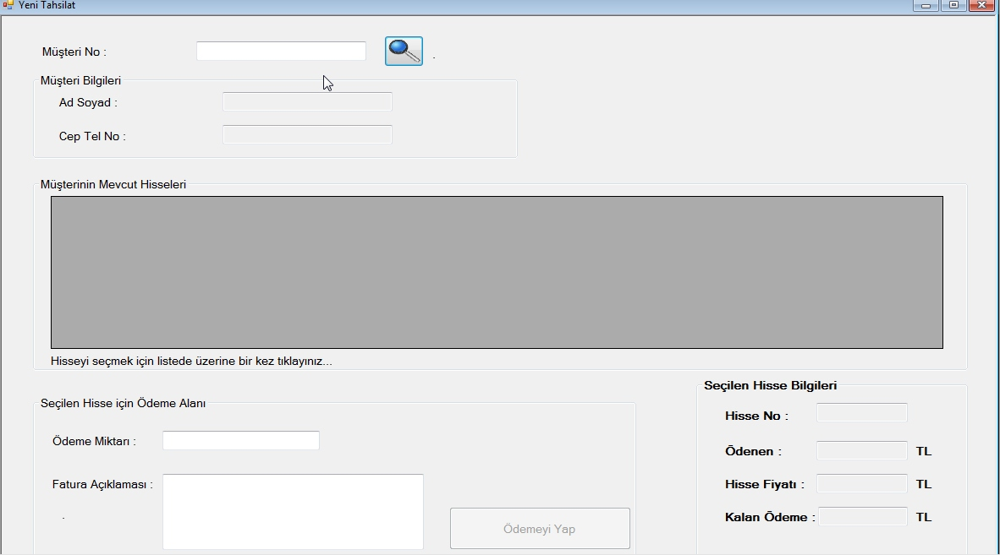 Yeni Tahsilat
Müşteri No :
.
Müşteri Bilgileri
Ad Soyad :
Cep Tel No :
Müşterinin Mevcut Hisseleri
Hisseyi seçmek için listede üzerine bir kez tıklayınız...
Seçilen Hisse için Ödeme Alanı
Ödeme Miktarı :
Fatura Açıklaması :
.
Ödemeyi Yap
Seçilen Hisse Bilgileri
Hisse No :
Ödenen : TL
Hisse Fiyatı : TL
Kalan Ödeme : TL